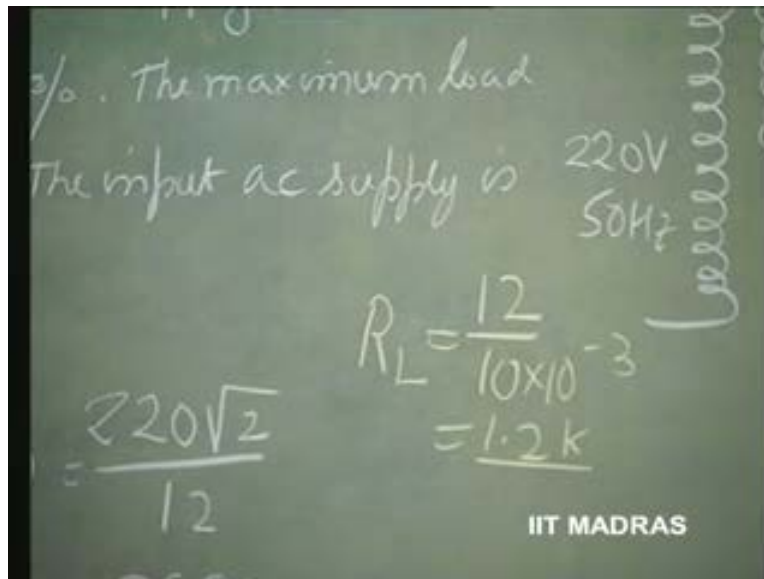 %. The maximum load
The input ac supply is
220V
50Hz
R_L = 12 / 10×10^-3
= 1.2 k
= 220√2 / 12
IIT MADRAS